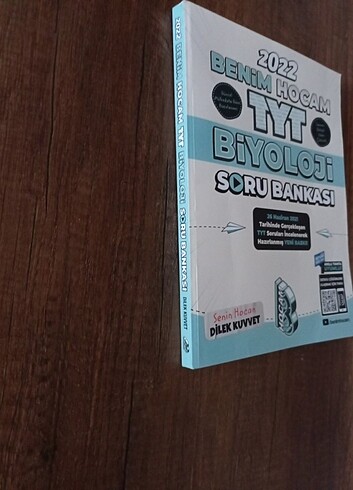 2022 BENİM HOCAM TYT BİYOLOJİ SORU BANKASI
DİLEK KUVVET
2022
BENİM HOCAM
TYT
BİYOLOJİ
SORU BANKASI
26 Haziran 2021
Tarihinde Gerçekleşen
TYT Soruları İncelenerek
Hazırlanmış YENİ BASKI!
Senin Hocan
DİLEK KUVVET